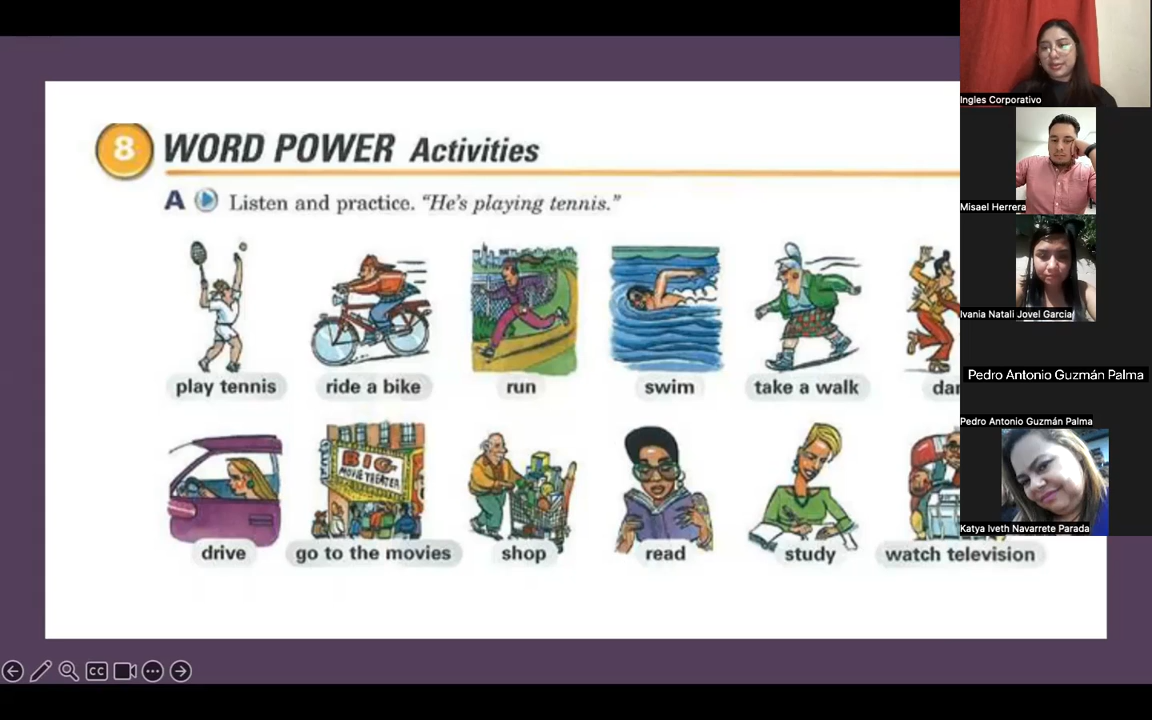 8 WORD POWER Activities
A Listen and practice. "He's playing tennis."
play tennis
ride a bike
run
swim
take a walk
BIG
MOVIE THEATER
drive
go to the movies
shop
read
study
watch television
CC
Ingles Corporativo
Misael Herrera
Ivania Natali Jovel Garcia
Pedro Antonio Guzmán Palma
Pedro Antonio Guzmán Palma
Katya Iveth Navarrete Parada